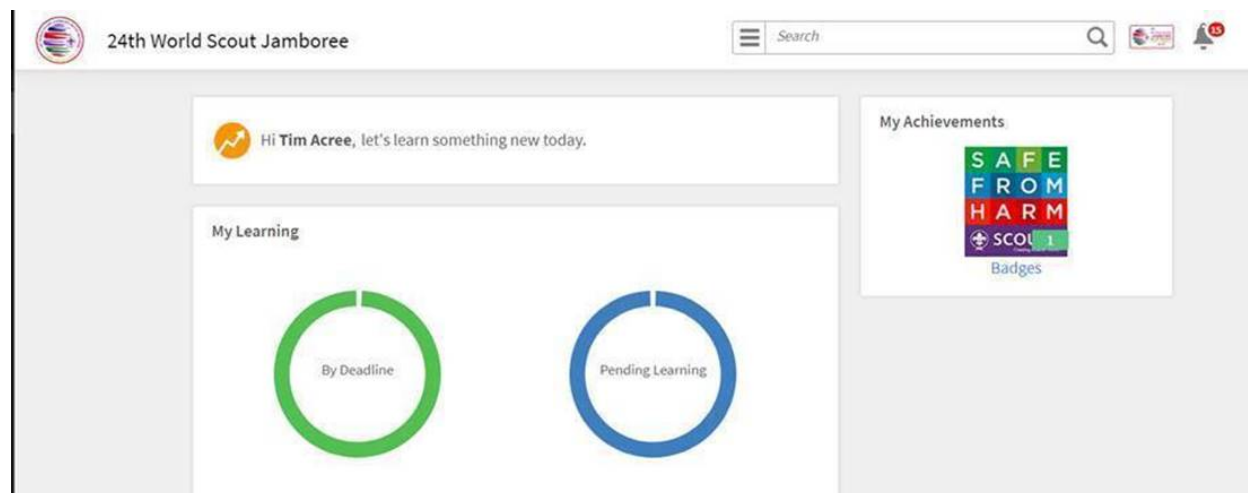 24th World Scout Jamboree
Search
15
Hi Tim Acree, let's learn something new today.
My Achievements
SAFE
FROM
HARM
SCOU 1
Badges
My Learning
By Deadline
Pending Learning